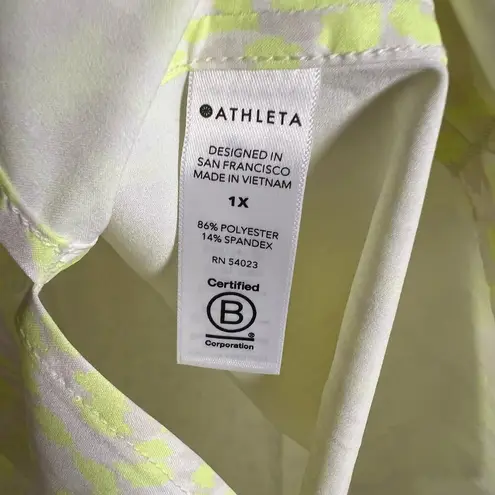 ATHLETA
DESIGNED IN
SAN FRANCISCO
MADE IN VIETNAM
1X
86% POLYESTER
14% SPANDEX
RN 54023
Certified
B
Corporation